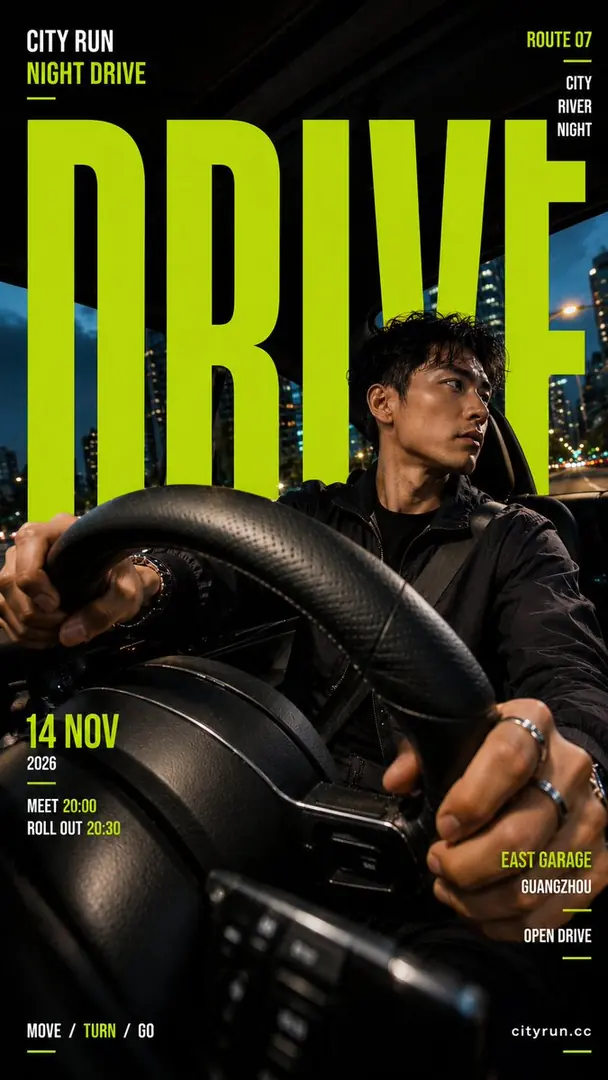 CITY RUN
NIGHT DRIVE
ROUTE 07
CITY
RIVER
NIGHT
DRIVE
14 NOV
2026
MEET 20:00
ROLL OUT 20:30
EAST GARAGE
GUANGZHOU
OPEN DRIVE
MOVE / TURN / GO
cityrun.cc